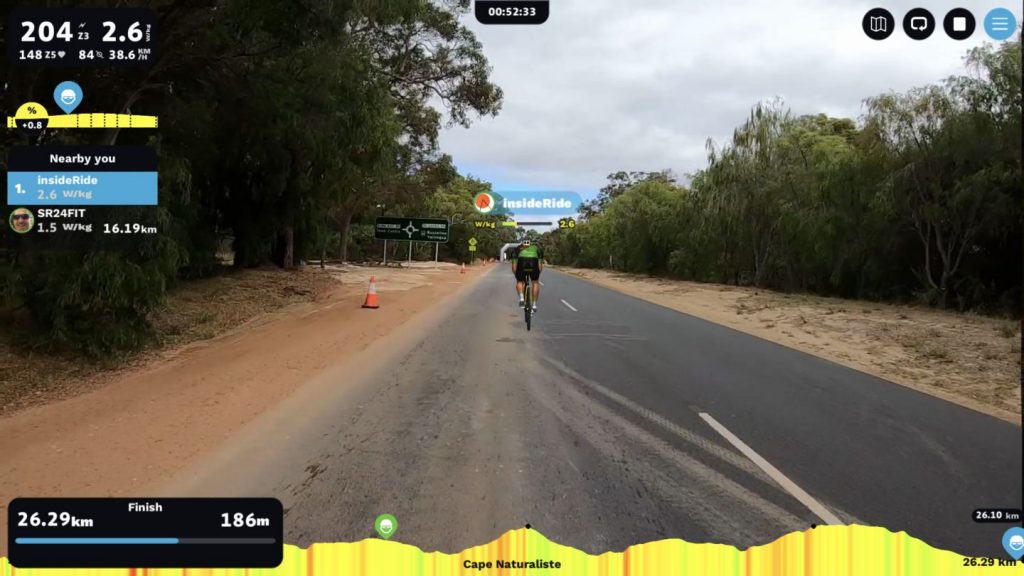 00:52:33
204 Z3 2.6 W/KG
148 Z5 84 38.6 KM/H
%
+0.8
Nearby you
1. insideRide
2.6 W/kg
SR24FIT
1.5 W/kg 16.19km
insideRide
W/kg 2.6
Finish
26.29km 186m
26.10 km
Cape Naturaliste
26.29 km